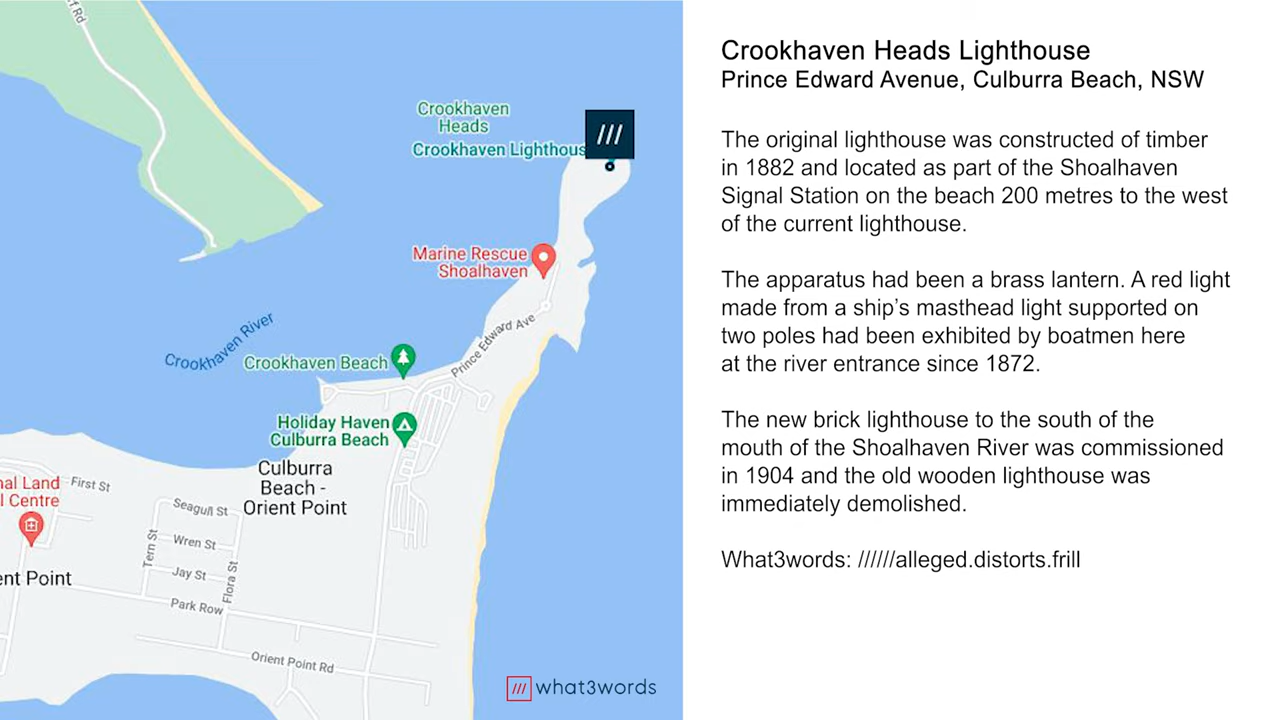 rf Rd
Crookhaven
Heads
Crookhaven Lighthous
///
Marine Rescue
Shoalhaven
Prince Edward Ave
Crookhaven River
Crookhaven Beach
Holiday Haven
Culburra Beach
Culburra
Beach -
Orient Point
nal Land
l Centre
First St
Seagull St
Wren St
Tern St
Jay St
Flora St
ent Point
Park Row
Orient Point Rd
/// what3words
Crookhaven Heads Lighthouse
Prince Edward Avenue, Culburra Beach, NSW
The original lighthouse was constructed of timber
in 1882 and located as part of the Shoalhaven
Signal Station on the beach 200 metres to the west
of the current lighthouse.
The apparatus had been a brass lantern. A red light
made from a ship’s masthead light supported on
two poles had been exhibited by boatmen here
at the river entrance since 1872.
The new brick lighthouse to the south of the
mouth of the Shoalhaven River was commissioned
in 1904 and the old wooden lighthouse was
immediately demolished.
What3words: //////alleged.distorts.frill